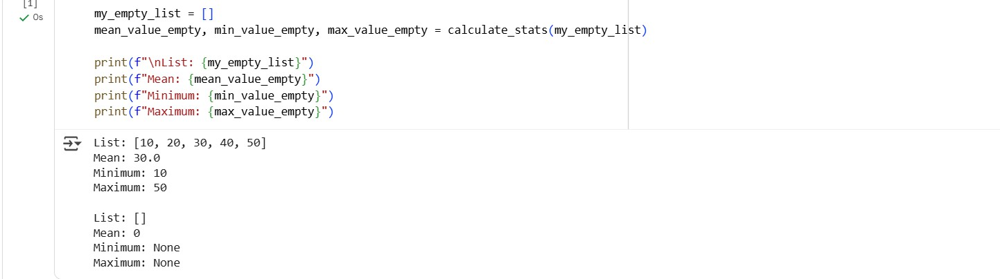 [1]
0s
my_empty_list = []
mean_value_empty, min_value_empty, max_value_empty = calculate_stats(my_empty_list)
print(f"\nList: {my_empty_list}")
print(f"Mean: {mean_value_empty}")
print(f"Minimum: {min_value_empty}")
print(f"Maximum: {max_value_empty}")
List: [10, 20, 30, 40, 50]
Mean: 30.0
Minimum: 10
Maximum: 50
List: []
Mean: 0
Minimum: None
Maximum: None